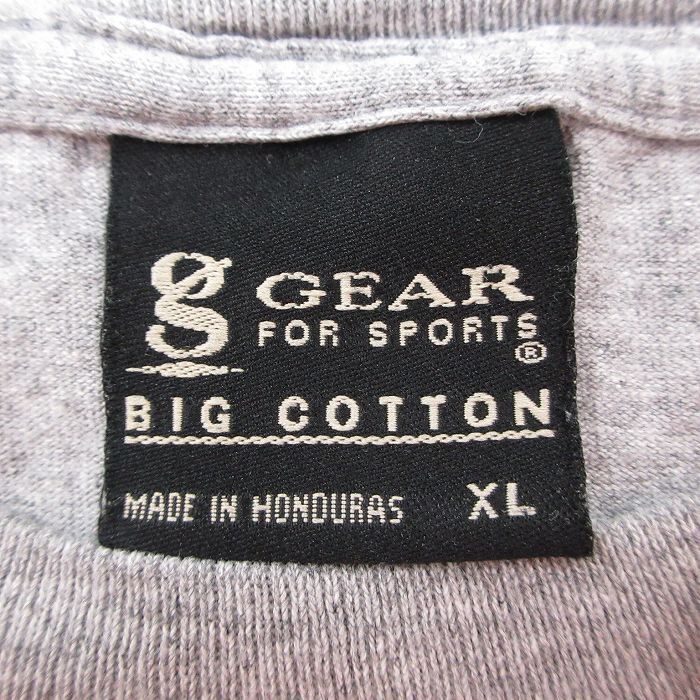 g GEAR
FOR SPORTS
®
BIG COTTON
MADE IN HONDURAS XL